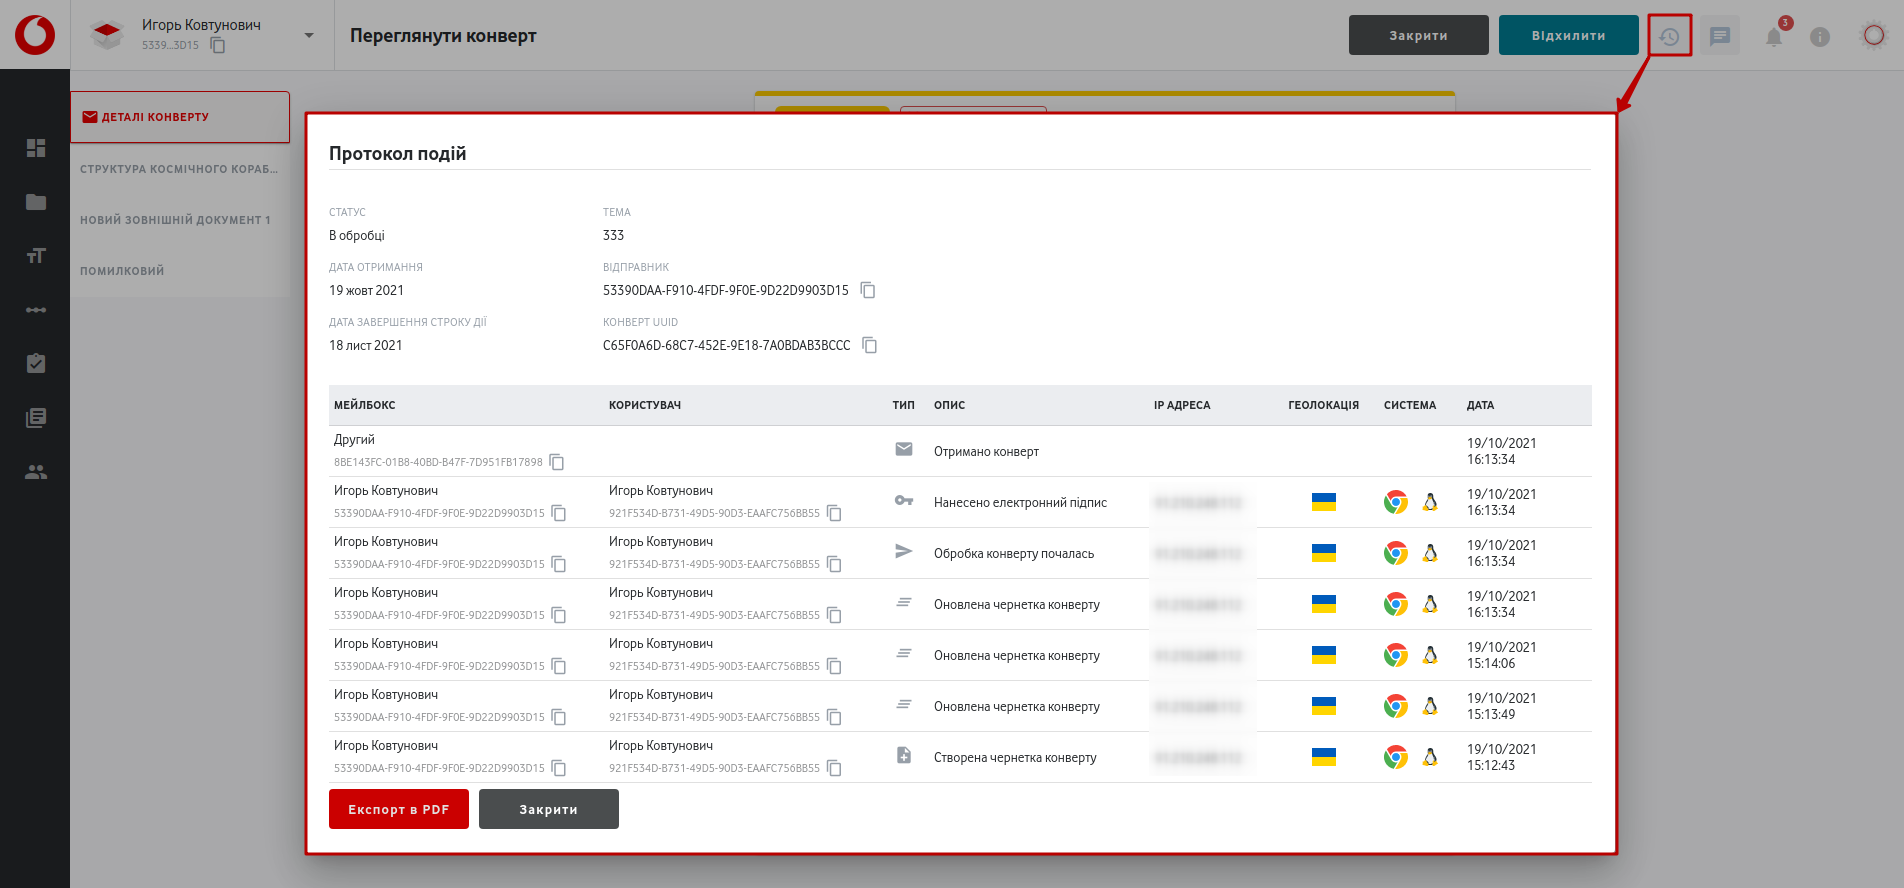 Игорь Ковтунович
5339...3D15
Переглянути конверт
Закрити
Відхилити
3
ДЕТАЛІ КОНВЕРТУ
СТРУКТУРА КОСМІЧНОГО КОРАБ...
НОВИЙ ЗОВНІШНІЙ ДОКУМЕНТ 1
ПОМИЛКОВИЙ
Протокол подій
СТАТУС ТЕМА
В обробці 333
ДАТА ОТРИМАННЯ ВІДПРАВНИК
19 жовт 2021 53390DAA-F910-4FDF-9F0E-9D22D9903D15
ДАТА ЗАВЕРШЕННЯ СТРОКУ ДІЇ КОНВЕРТ UUID
18 лист 2021 C65F0A6D-68C7-452E-9E18-7A0BDAB3BCCC
МЕЙЛБОКС КОРИСТУВАЧ ТИП ОПИС IP АДРЕСА ГЕОЛОКАЦІЯ СИСТЕМА ДАТА
Другий
8BE143FC-01B8-40BD-B47F-7D951FB17898
Отримано конверт
19/10/2021
16:13:34
Игорь Ковтунович
53390DAA-F910-4FDF-9F0E-9D22D9903D15
Игорь Ковтунович
921F534D-B731-49D5-90D3-EAAFC756BB55
Нанесено електронний підпис
19/10/2021
16:13:34
Игорь Ковтунович
53390DAA-F910-4FDF-9F0E-9D22D9903D15
Игорь Ковтунович
921F534D-B731-49D5-90D3-EAAFC756BB55
Обробка конверту почалась
19/10/2021
16:13:34
Игорь Ковтунович
53390DAA-F910-4FDF-9F0E-9D22D9903D15
Игорь Ковтунович
921F534D-B731-49D5-90D3-EAAFC756BB55
Оновлена чернетка конверту
19/10/2021
16:13:34
Игорь Ковтунович
53390DAA-F910-4FDF-9F0E-9D22D9903D15
Игорь Ковтунович
921F534D-B731-49D5-90D3-EAAFC756BB55
Оновлена чернетка конверту
19/10/2021
15:14:06
Игорь Ковтунович
53390DAA-F910-4FDF-9F0E-9D22D9903D15
Игорь Ковтунович
921F534D-B731-49D5-90D3-EAAFC756BB55
Оновлена чернетка конверту
19/10/2021
15:13:49
Игорь Ковтунович
53390DAA-F910-4FDF-9F0E-9D22D9903D15
Игорь Ковтунович
921F534D-B731-49D5-90D3-EAAFC756BB55
Створена чернетка конверту
19/10/2021
15:12:43
Експорт в PDF
Закрити